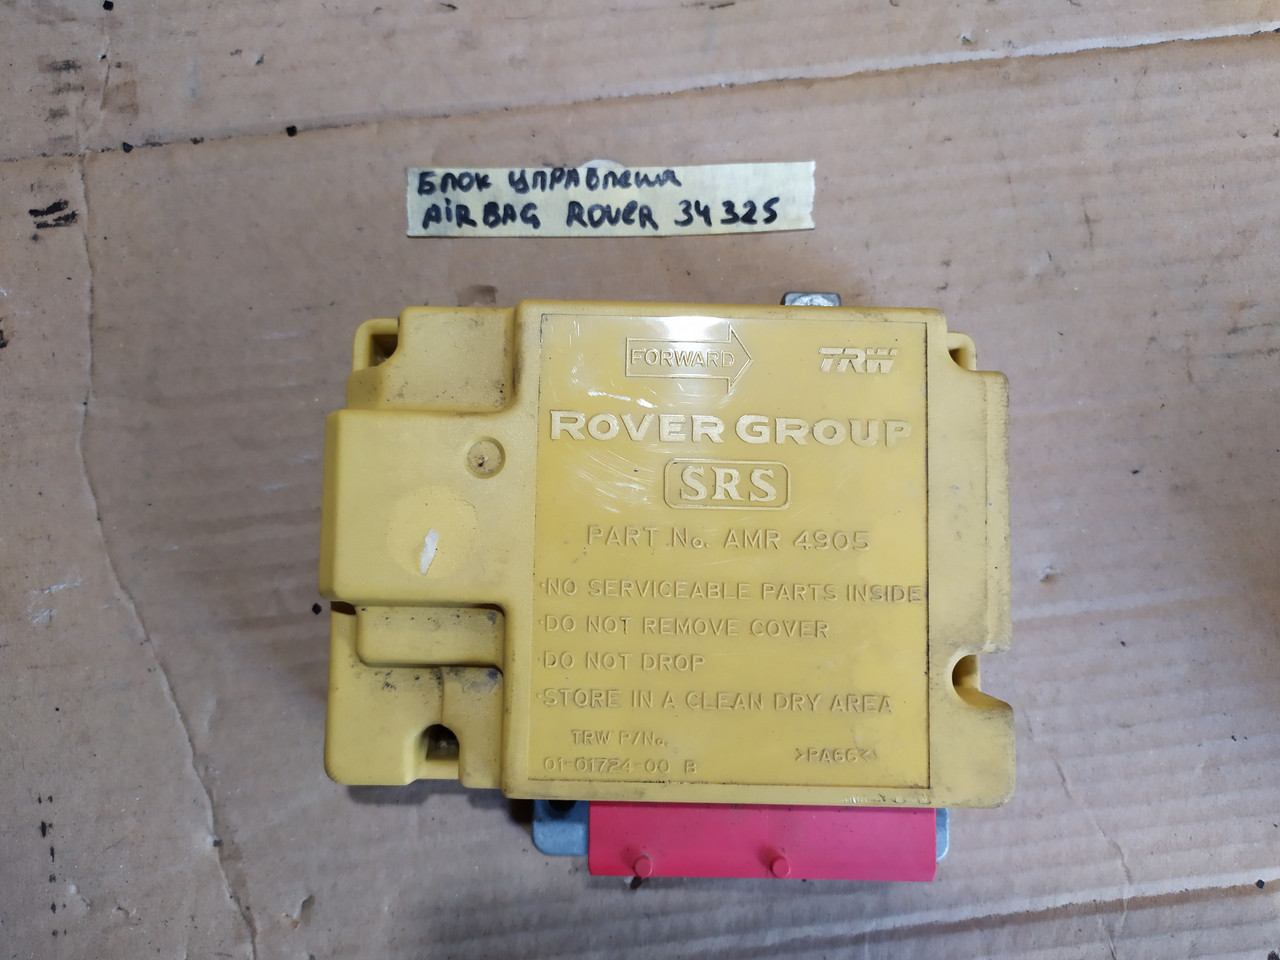 Блок управления
AiRBAG ROVER 34325
FORWARD
TRW
ROVER GROUP
SRS
PART No. AMR 4905
·NO SERVICEABLE PARTS INSIDE
·DO NOT REMOVE COVER
·DO NOT DROP
·STORE IN A CLEAN DRY AREA
TRW P/No.
01-01724-00 B
>PA66<